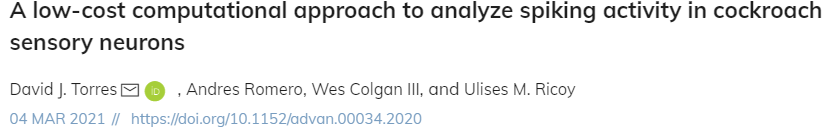 A low-cost computational approach to analyze spiking activity in cockroach
sensory neurons
David J. Torres iD , Andres Romero, Wes Colgan III, and Ulises M. Ricoy
04 MAR 2021 // https://doi.org/10.1152/advan.00034.2020